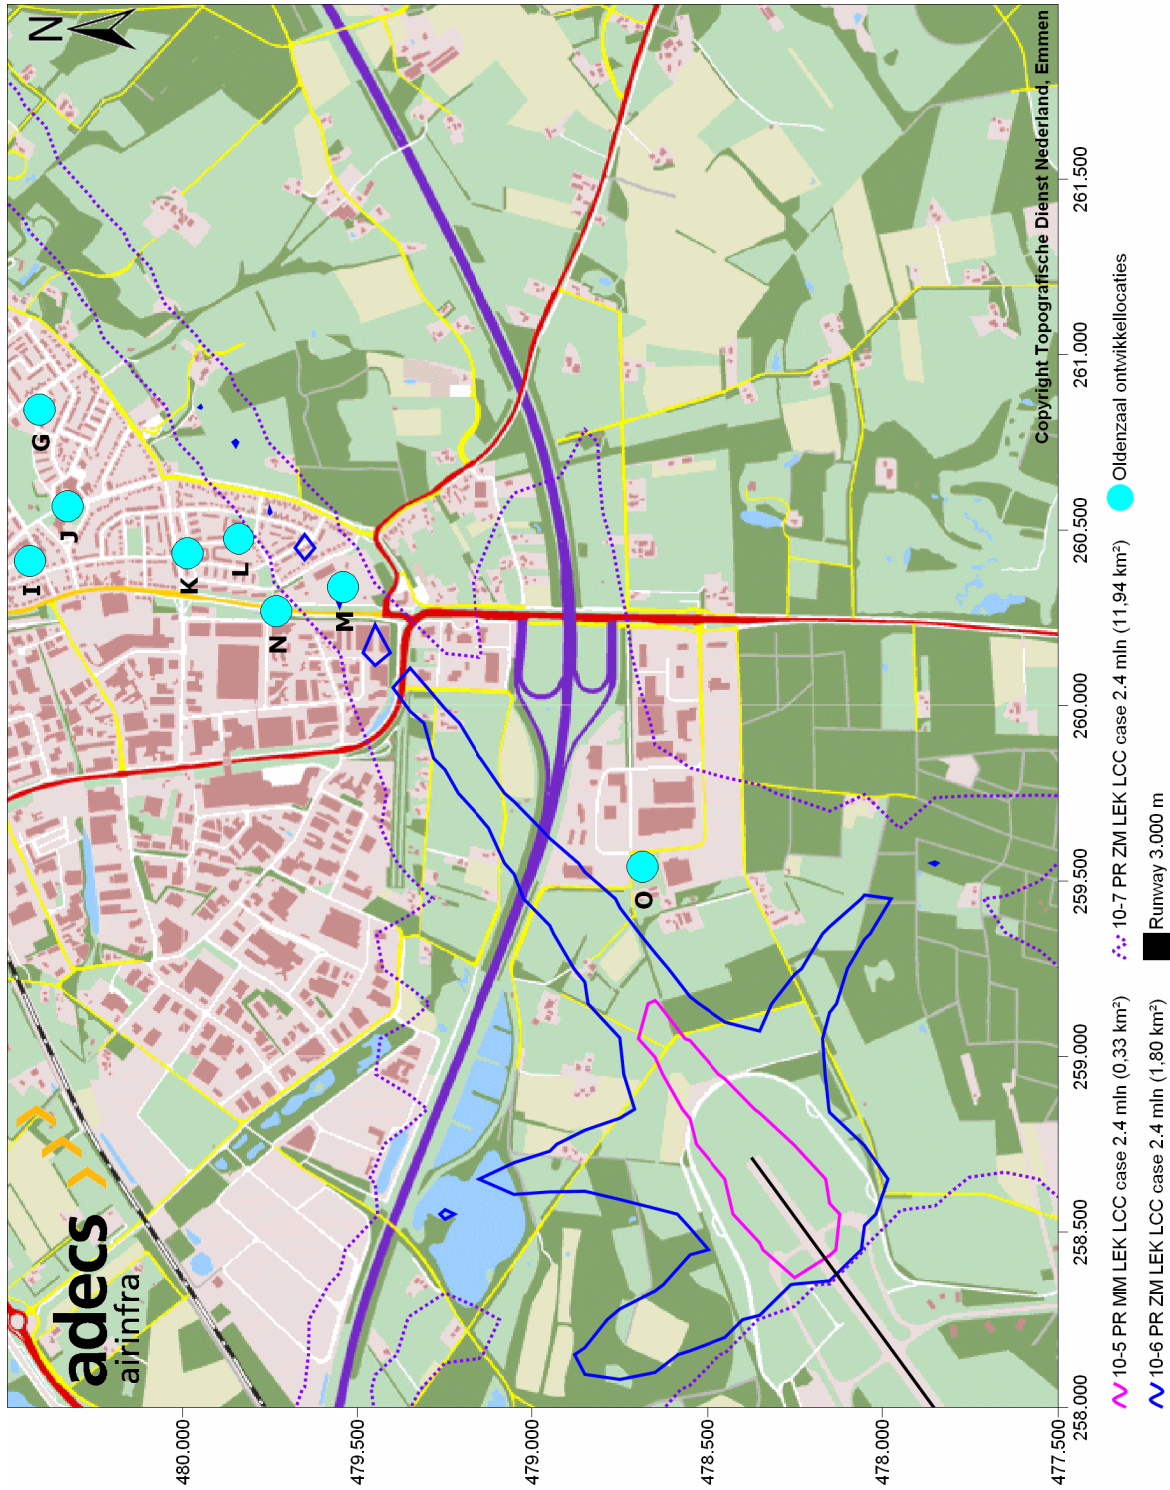 N
adecs
airinfra
G
I
J
K
L
N
M
O
Copyright Topografische Dienst Nederland, Emmen
480.000
479.500
479.000
478.500
478.000
477.500
258.000
258.500
259.000
259.500
260.000
260.500
261.000
261.500
10-5 PR MM LEK LCC case 2.4 mln (0,33 km²)
10-7 PR ZM LEK LCC case 2.4 mln (11,94 km²)
Oldenzaal ontwikkellocaties
10-6 PR ZM LEK LCC case 2.4 mln (1,80 km²)
Runway 3.000 m